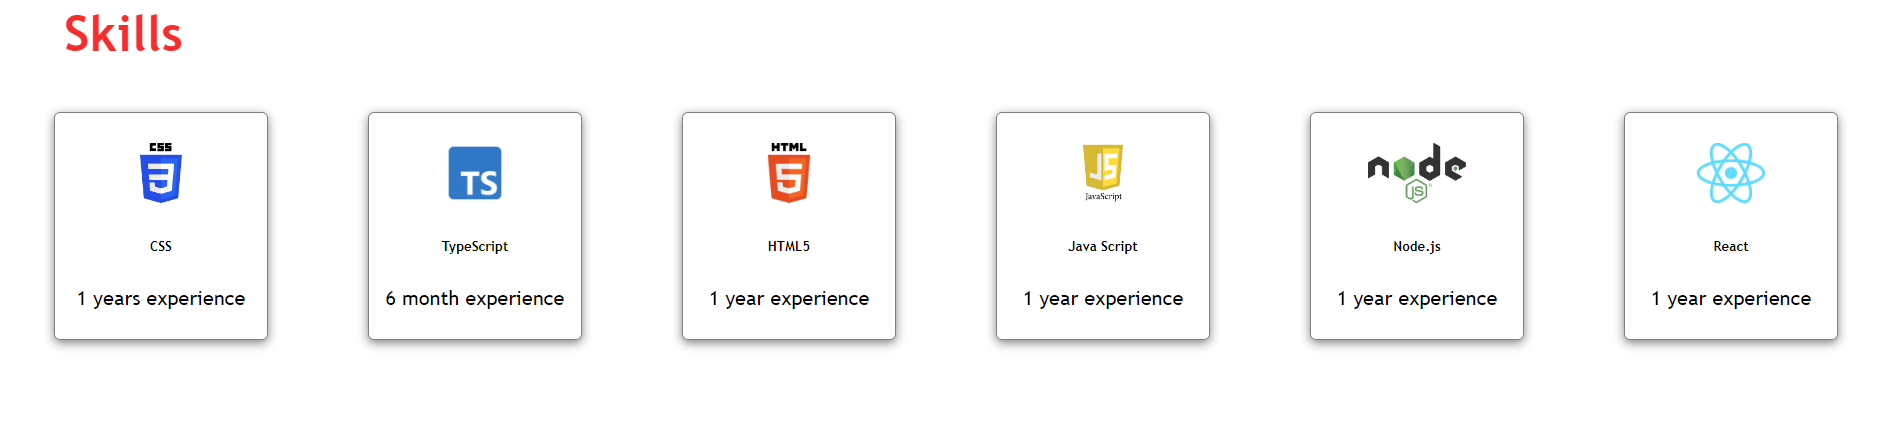 Skills
CSS
TS
HTML
5
JS
JavaScript
node
JS
CSS
TypeScript
HTML5
Java Script
Node.js
React
1 years experience
6 month experience
1 year experience
1 year experience
1 year experience
1 year experience